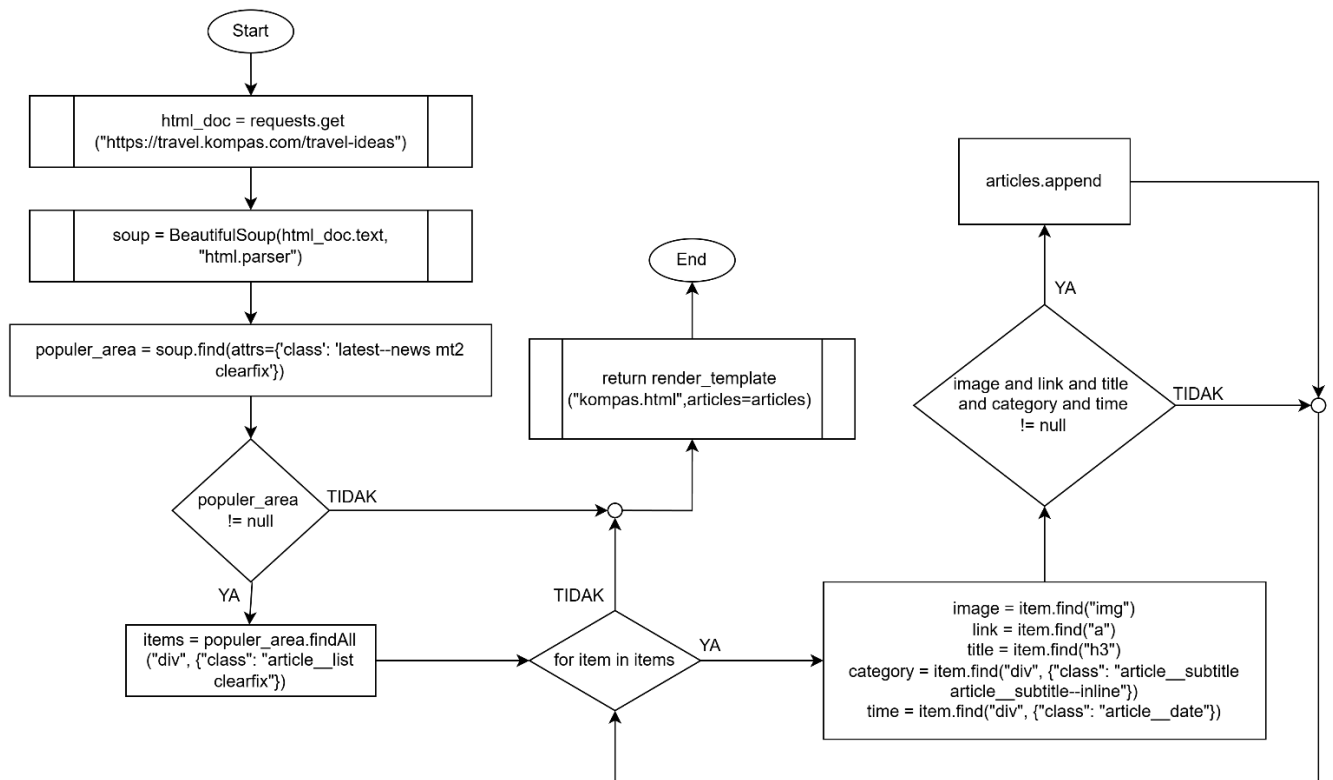 Start
html_doc = requests.get
("https://travel.kompas.com/travel-ideas")
soup = BeautifulSoup(html_doc.text,
"html.parser")
populer_area = soup.find(attrs={'class': 'latest--news mt2
clearfix'})
populer_area
!= null
TIDAK
YA
items = populer_area.findAll
("div", {"class": "article__list
clearfix"})
for item in items
TIDAK
YA
End
return render_template
("kompas.html",articles=articles)
image = item.find("img")
link = item.find("a")
title = item.find("h3")
category = item.find("div", {"class": "article__subtitle
article__subtitle--inline"})
time = item.find("div", {"class": "article__date"})
image and link and title
and category and time
!= null
YA
TIDAK
articles.append